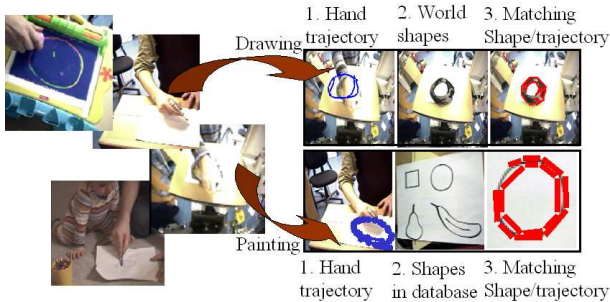 1. Hand trajectory
2. World shapes
3. Matching Shape/trajectory
Drawing
Painting
1. Hand trajectory
2. Shapes in database
3. Matching Shape/trajectory